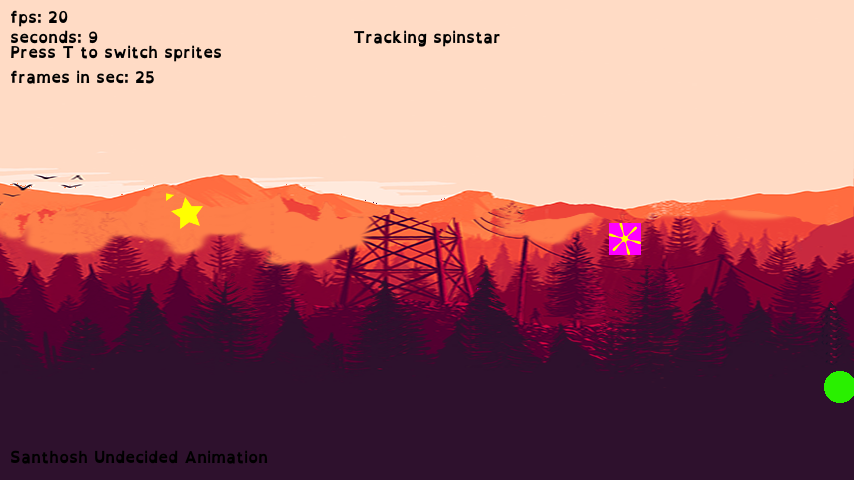 fps: 20
seconds: 9
Press T to switch sprites
frames in sec: 25
Tracking spinstar
Santhosh Undecided Animation